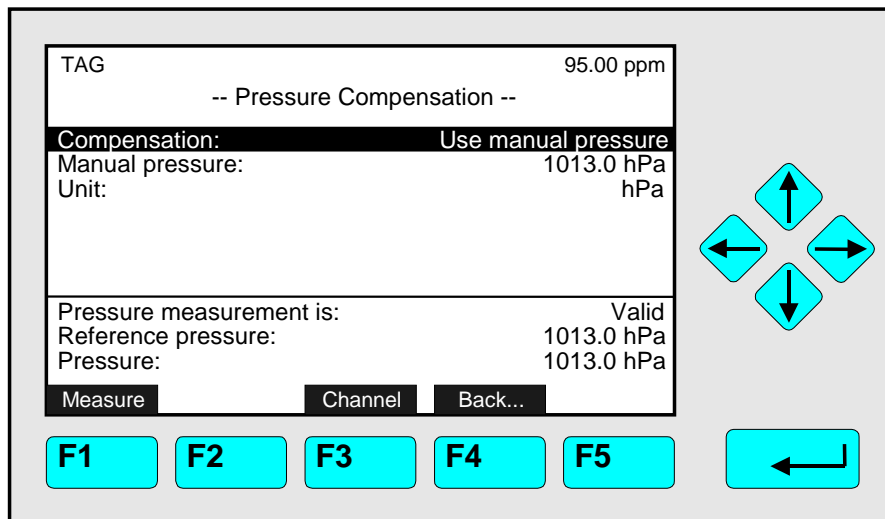 TAG 95.00 ppm
-- Pressure Compensation --
Compensation: Use manual pressure
Manual pressure: 1013.0 hPa
Unit: hPa
Pressure measurement is: Valid
Reference pressure: 1013.0 hPa
Pressure: 1013.0 hPa
Measure Channel Back...
F1 F2 F3 F4 F5